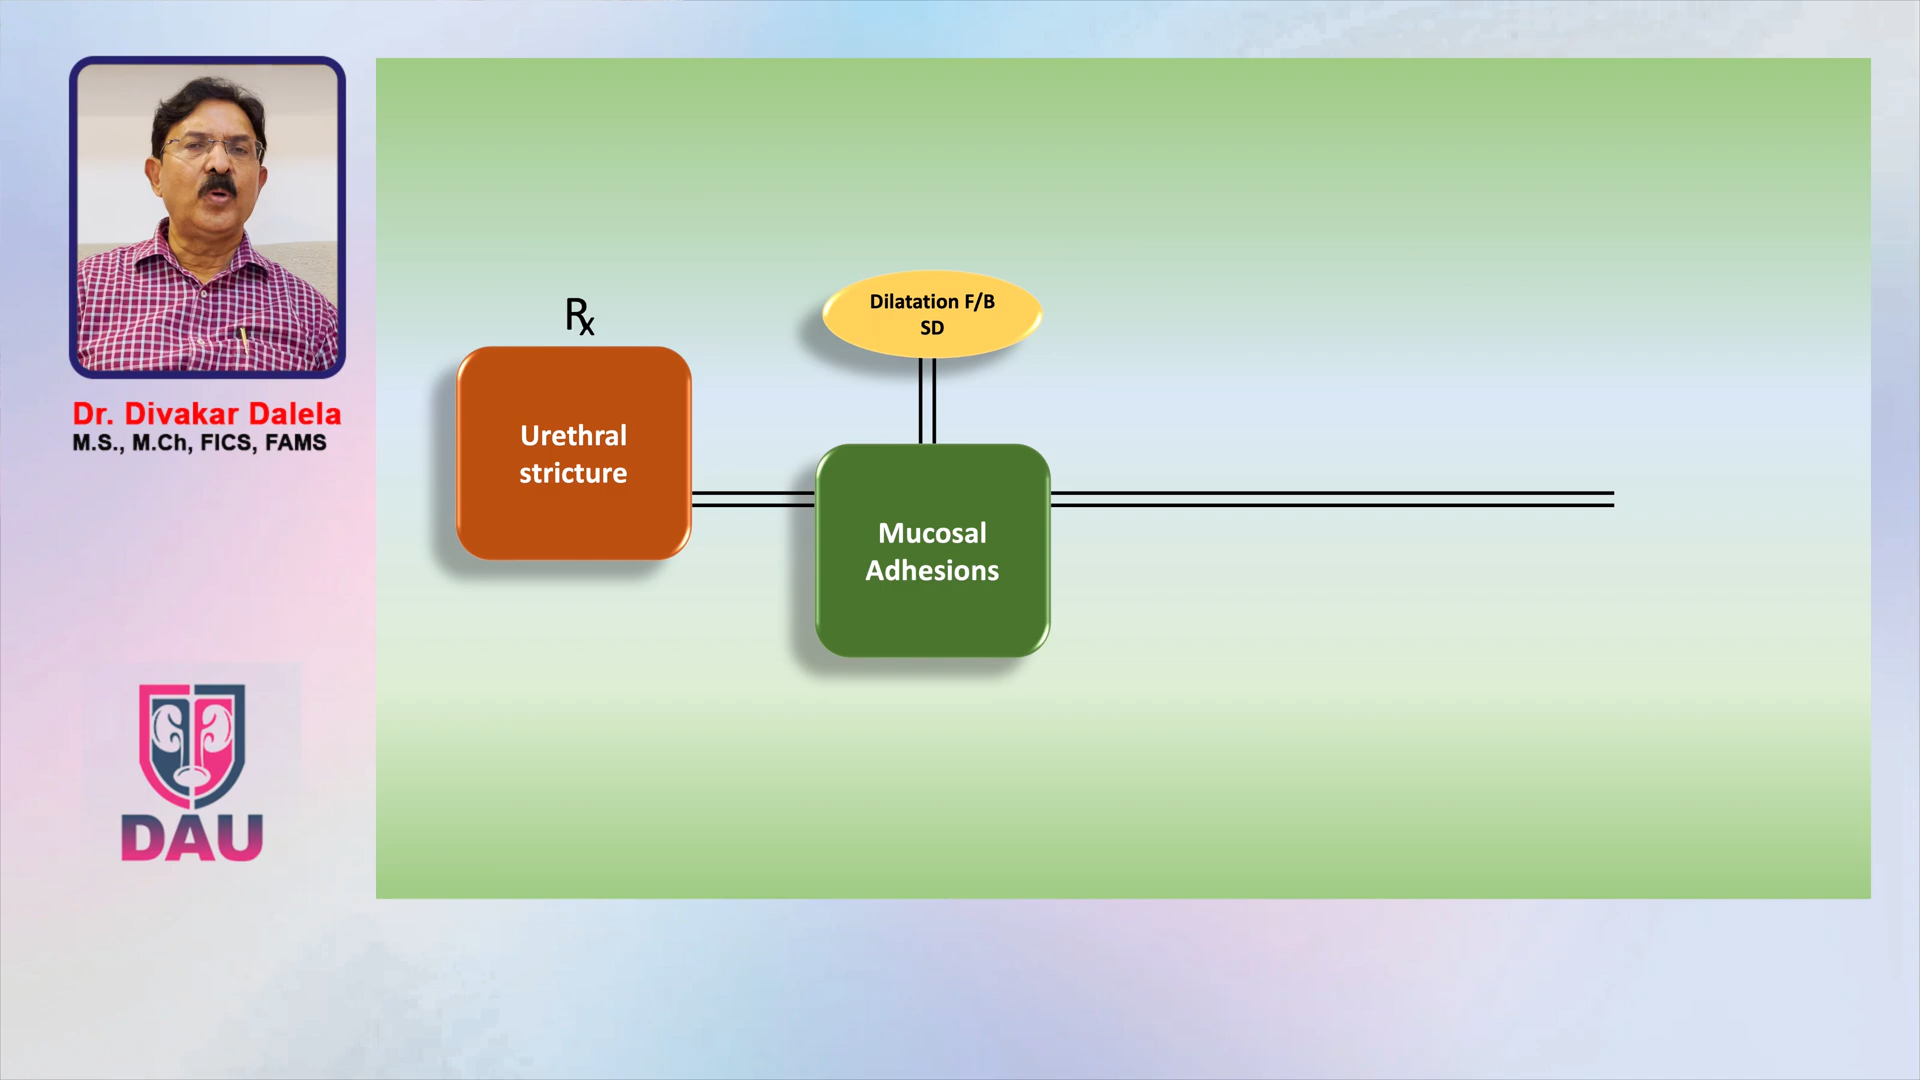 Dr. Divakar Dalela
M.S., M.Ch, FICS, FAMS
DAU
Rx
Urethral
stricture
Dilatation F/B
SD
Mucosal
Adhesions